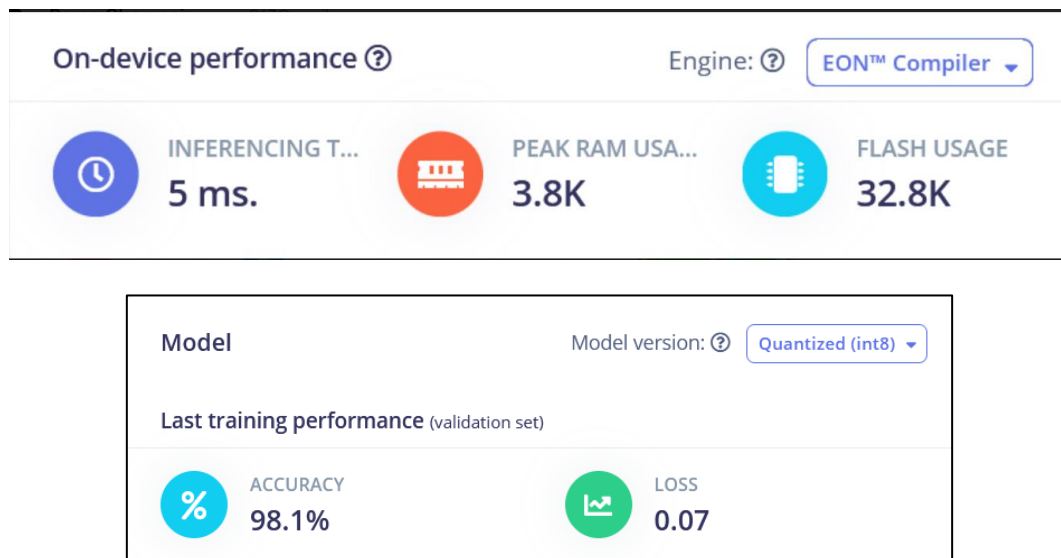 On-device performance ?
Engine: ? EON™ Compiler
INFERENCING T... PEAK RAM USA... FLASH USAGE
5 ms. 3.8K 32.8K
Model Model version: ? Quantized (int8)
Last training performance (validation set)
% ACCURACY LOSS
98.1% 0.07